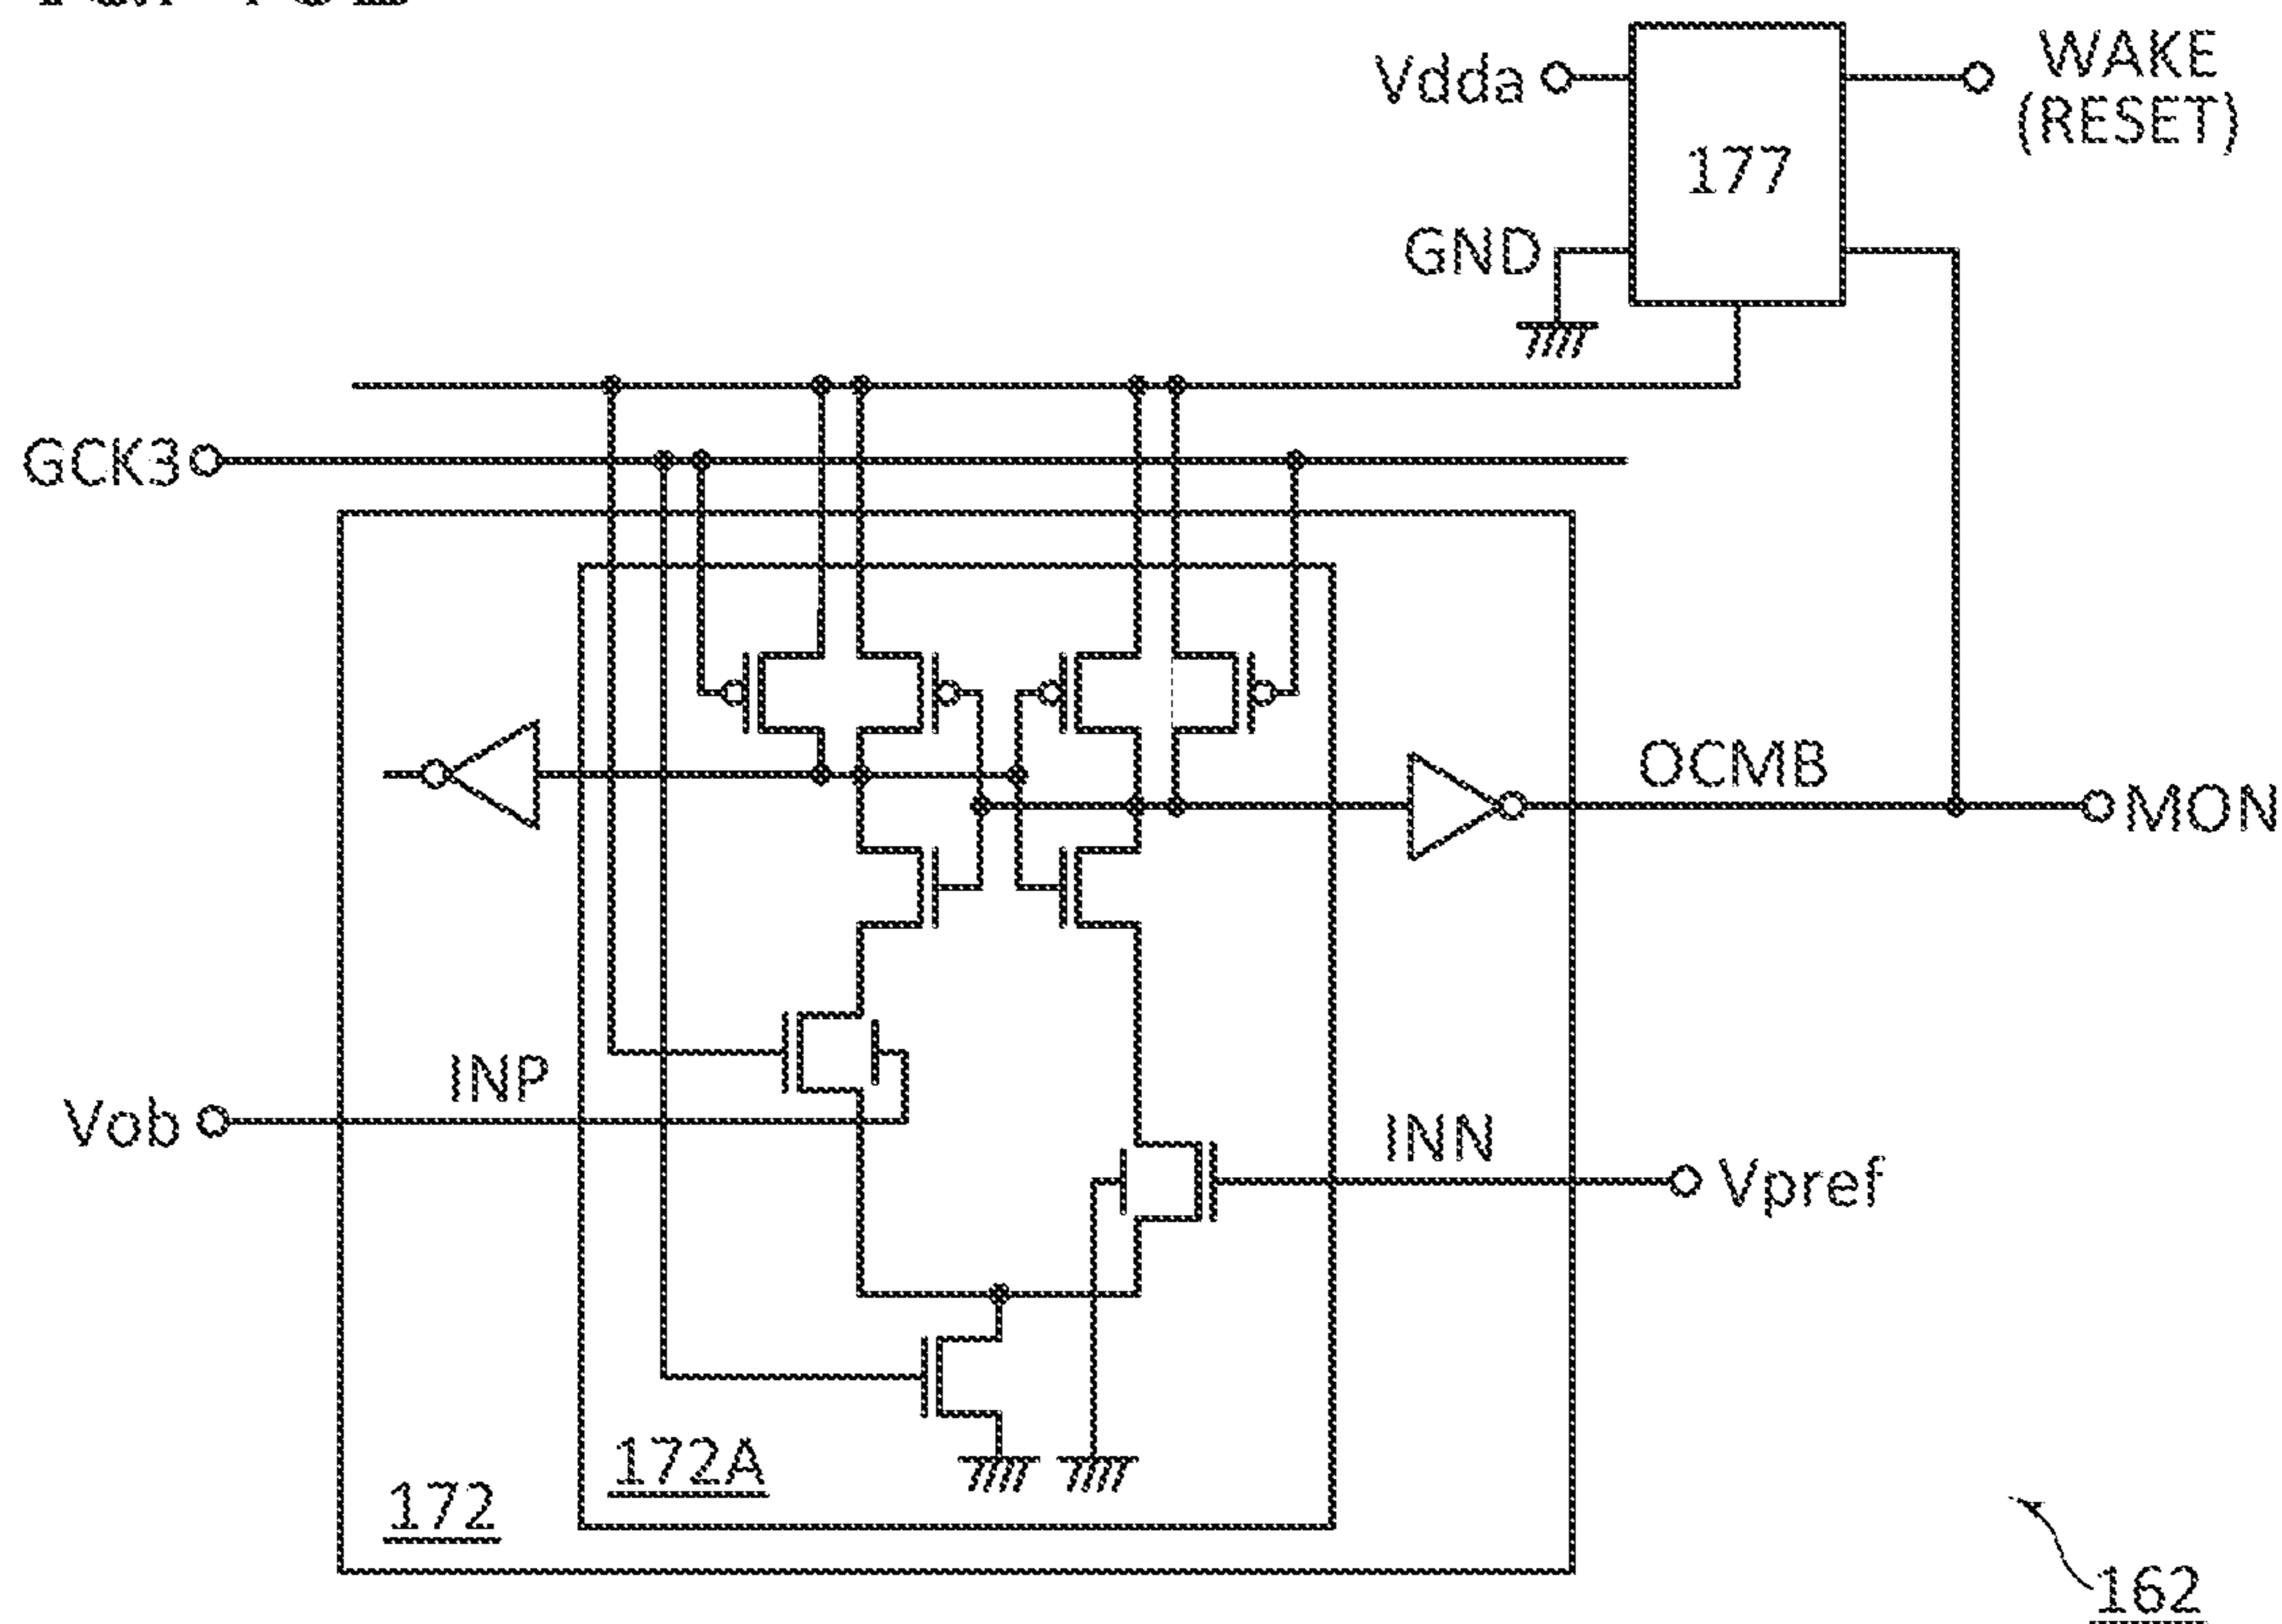 Vdda
WAKE
(RESET)
177
GND
GCK3
OCMB
MON
INP
Vob
INN
Vpref
172A
172
162